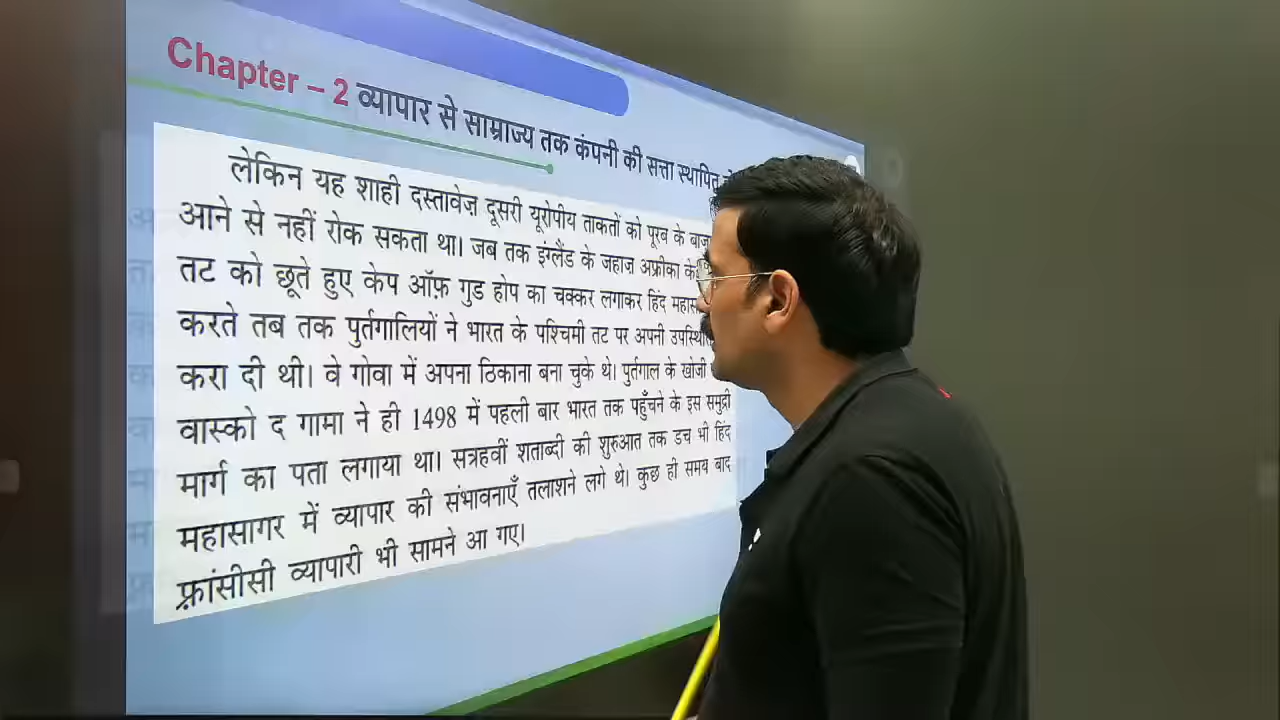 Chapter – 2 व्यापार से साम्राज्य तक कंपनी की सत्ता स्थापित
लेकिन यह शाही दस्तावेज़ दूसरी यूरोपीय ताकतों को पूरब के
आने से नहीं रोक सकता था। जब तक इंग्लैंड के जहाज़ अफ़्रीका के
तट को छूते हुए केप ऑफ़ गुड होप का चक्कर लगाकर हिंद
करते तब तक पुर्तगालियों ने भारत के पश्चिमी तट पर अपनी
करा दी थी। वे गोवा में अपना ठिकाना बना चुके थे। पुर्तगाल के खोजी
वास्को द गामा ने ही 1498 में पहली बार भारत तक पहुँचने के इस समुद्री
मार्ग का पता लगाया था। सत्रहवीं शताब्दी की शुरुआत तक डच भी हिंद
महासागर में व्यापार की संभावनाएँ तलाशने लगे थे। कुछ ही समय बाद
फ़्रांसीसी व्यापारी भी सामने आ गए।